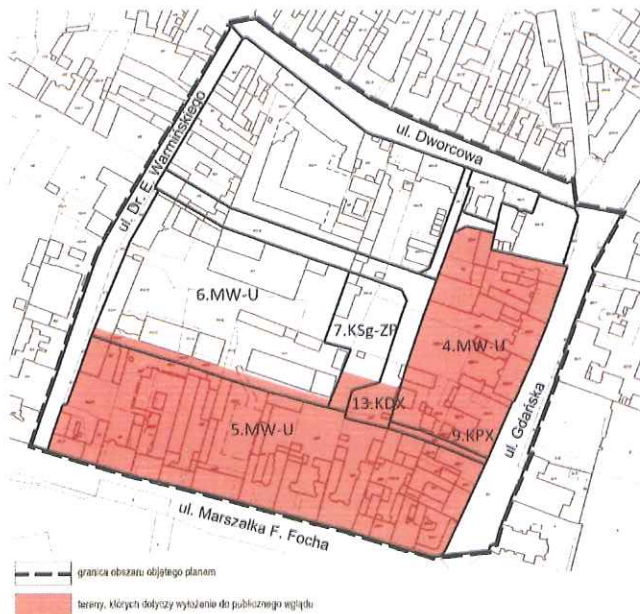 ul. Dworcowa
ul. Dr. E. Warmińskiego
6.MW-U
7.KSg-ZP
4.MW-U
13.KDX
9.KPX
5.MW-U
ul. Gdańska
ul. Marszałka F. Focha
granica obszaru objętego planem
tereny, których dotyczy wyłożenie do publicznego wglądu